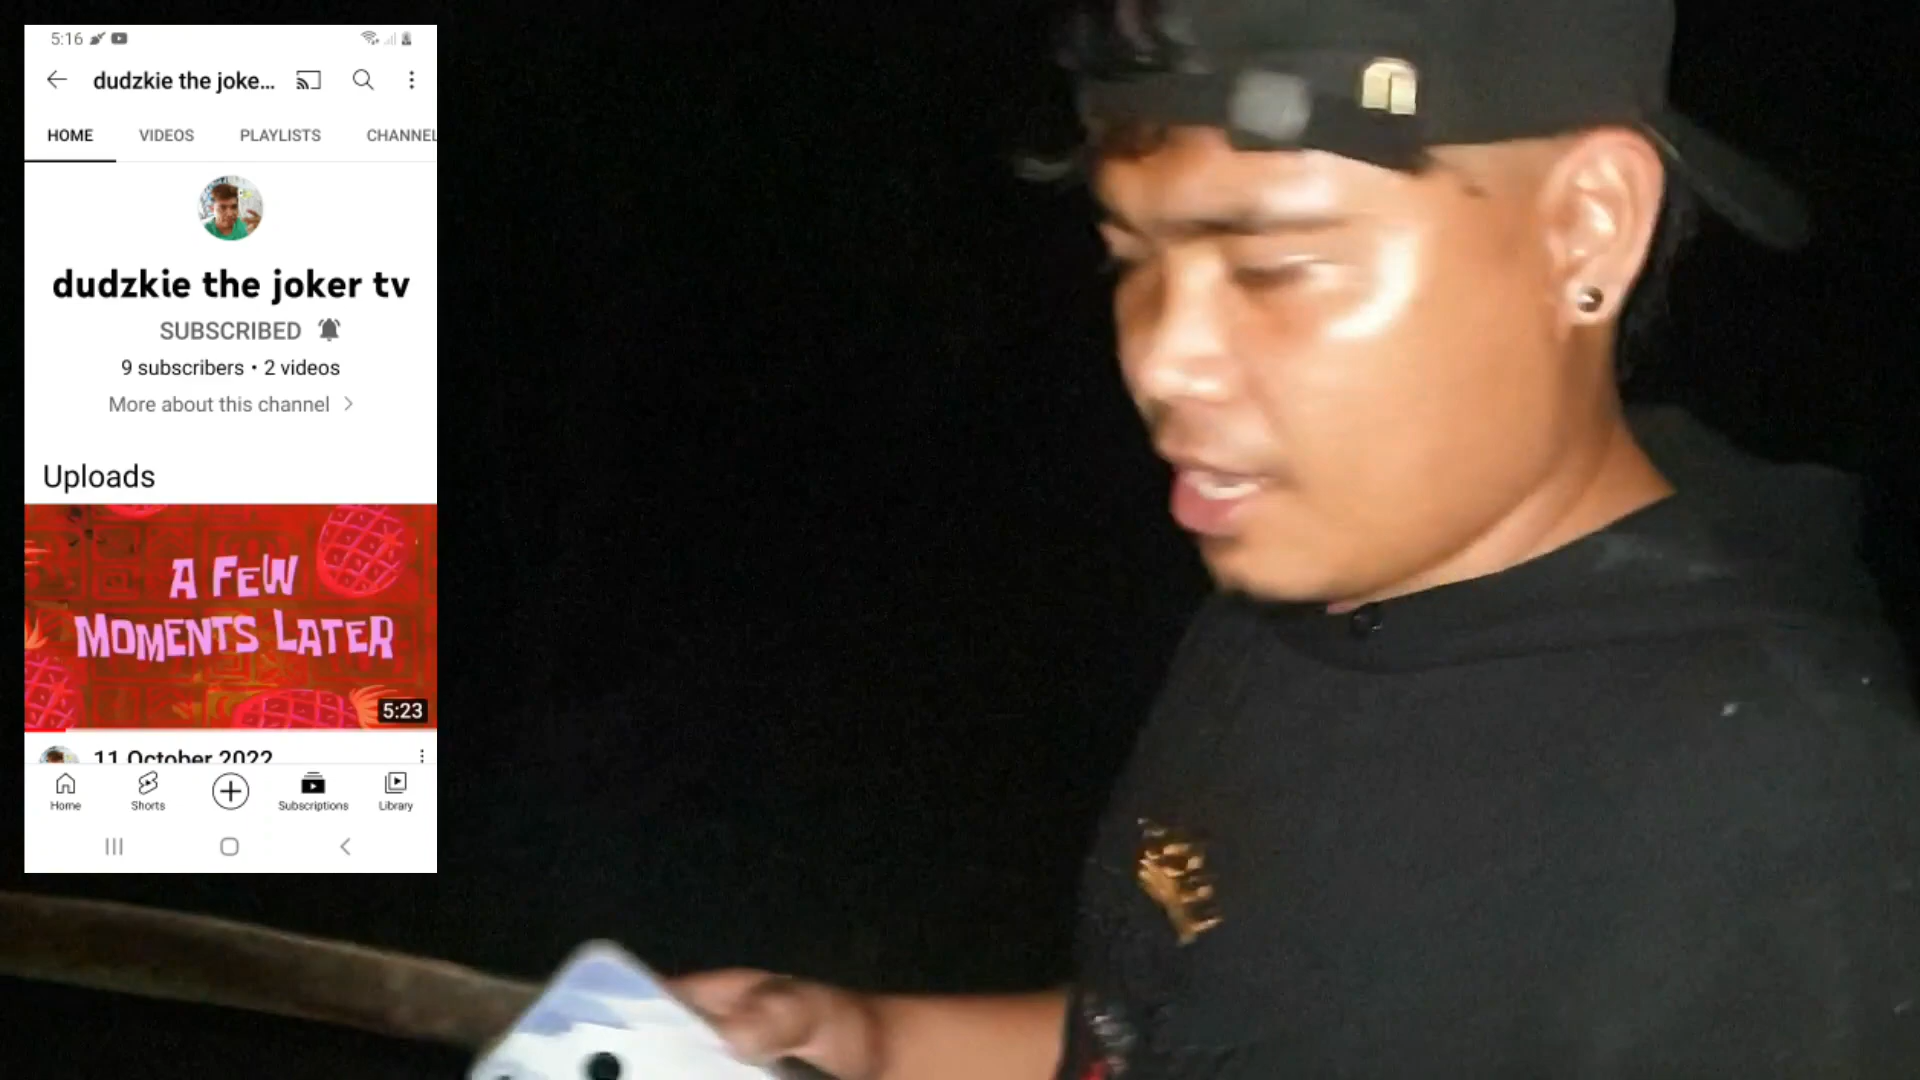 5:16
dudzkie the joke...
HOME VIDEOS PLAYLISTS CHANNEL
dudzkie the joker tv
SUBSCRIBED
9 subscribers • 2 videos
More about this channel
Uploads
A FEW
MOMENTS LATER
5:23
11 October 2022
Home Shorts Subscriptions Library